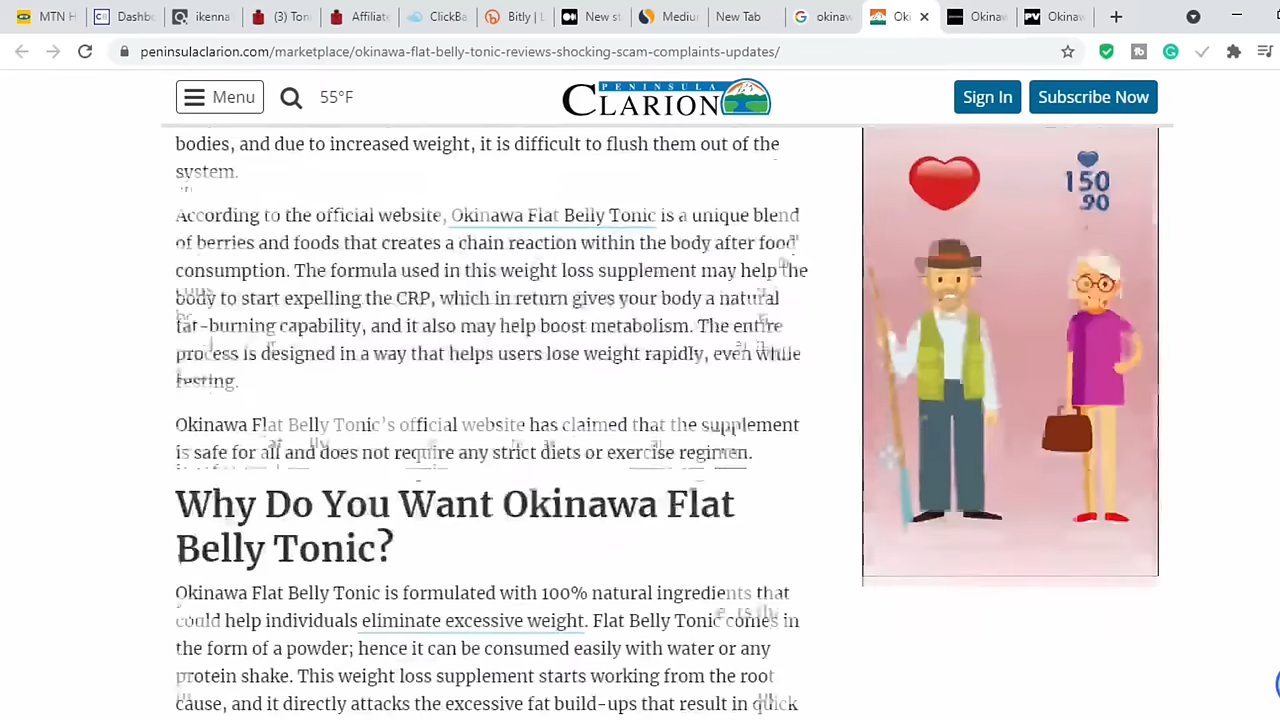 MTN H
Dashbo
ikenna
(3) Ton
Affiliate
ClickBa
Bitly | L
New st
Mediu
New Tab
okinaw
Oki
Okinaw
Okinaw
peninsulaclarion.com/marketplace/okinawa-flat-belly-tonic-reviews-shocking-scam-complaints-updates/
Menu
55°F
PENINSULA
CLARION
Sign In
Subscribe Now
bodies, and due to increased weight, it is difficult to flush them out of the
system.
According to the official website, Okinawa Flat Belly Tonic is a unique blend
of berries and foods that creates a chain reaction within the body after food
consumption. The formula used in this weight loss supplement may help the
body to start expelling the CRP, which in return gives your body a natural
fat-burning capability, and it also may help boost metabolism. The entire
process is designed in a way that helps users lose weight rapidly, even while
resting.
Okinawa Flat Belly Tonic's official website has claimed that the supplement
is safe for all and does not require any strict diets or exercise regimen.
Why Do You Want Okinawa Flat
Belly Tonic?
Okinawa Flat Belly Tonic is formulated with 100% natural ingredients that
could help individuals eliminate excessive weight. Flat Belly Tonic comes in
the form of a powder; hence it can be consumed easily with water or any
protein shake. This weight loss supplement starts working from the root
cause, and it directly attacks the excessive fat build-ups that result in quick
150
90